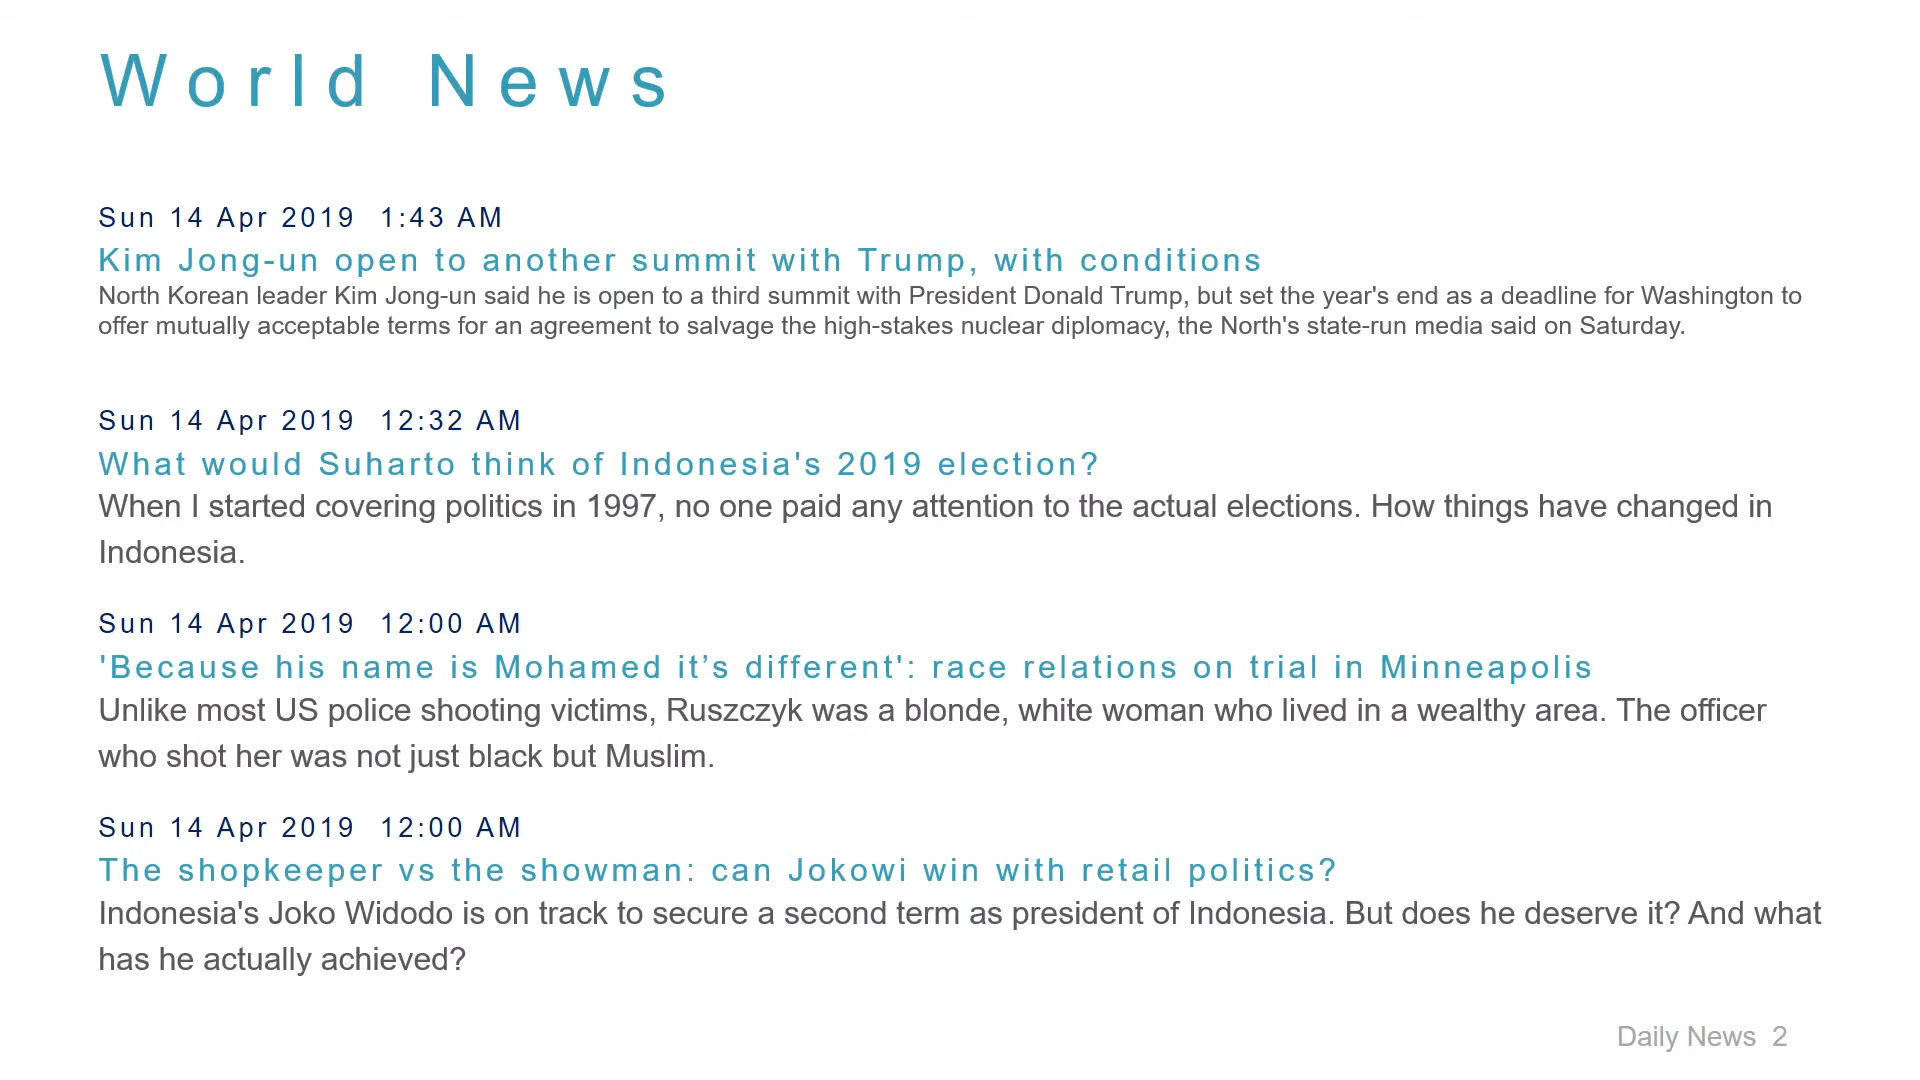 World News
Sun 14 Apr 2019  1:43 AM
Kim Jong-un open to another summit with Trump, with conditions
North Korean leader Kim Jong-un said he is open to a third summit with President Donald Trump, but set the year's end as a deadline for Washington to
offer mutually acceptable terms for an agreement to salvage the high-stakes nuclear diplomacy, the North's state-run media said on Saturday.
Sun 14 Apr 2019  12:32 AM
What would Suharto think of Indonesia's 2019 election?
When I started covering politics in 1997, no one paid any attention to the actual elections. How things have changed in
Indonesia.
Sun 14 Apr 2019  12:00 AM
'Because his name is Mohamed it’s different': race relations on trial in Minneapolis
Unlike most US police shooting victims, Ruszczyk was a blonde, white woman who lived in a wealthy area. The officer
who shot her was not just black but Muslim.
Sun 14 Apr 2019  12:00 AM
The shopkeeper vs the showman: can Jokowi win with retail politics?
Indonesia's Joko Widodo is on track to secure a second term as president of Indonesia. But does he deserve it? And what
has he actually achieved?
Daily News  2